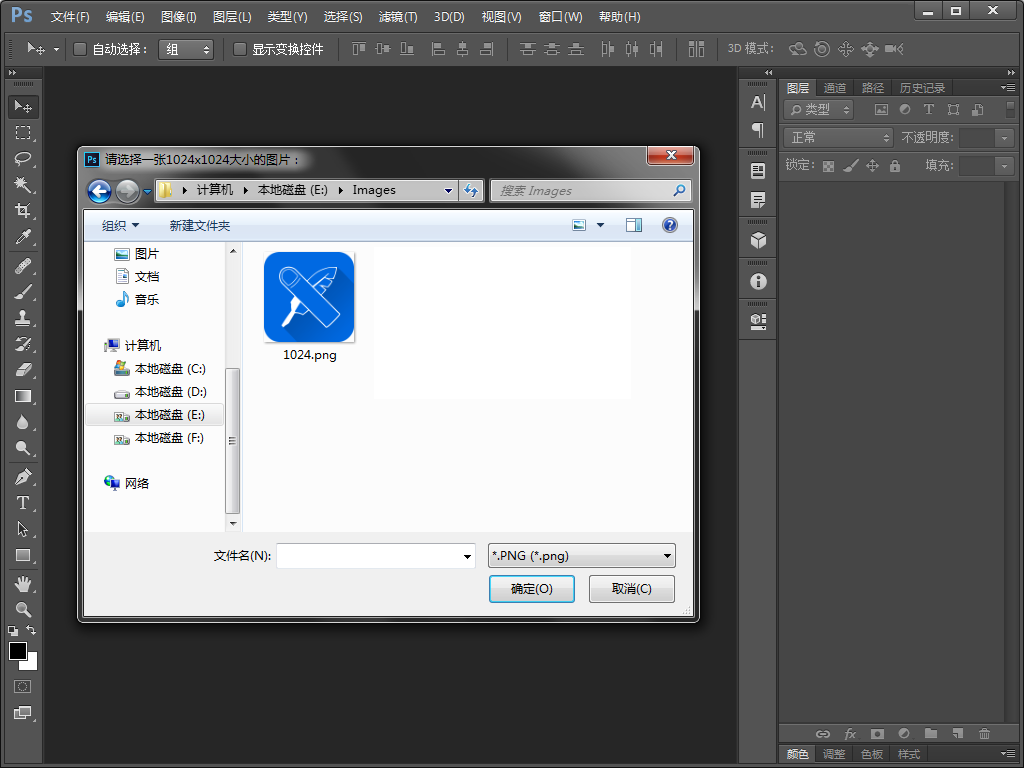 Ps 文件(F) 编辑(E) 图像(I) 图层(L) 类型(Y) 选择(S) 滤镜(T) 3D(D) 视图(V) 窗口(W) 帮助(H)
自动选择： 组 显示变换控件 3D 模式：
图层 通道 路径 历史记录
类型
正常 不透明度:
锁定: 填充:
Ps 请选择一张1024x1024大小的图片：
计算机 本地磁盘 (E:) Images 搜索 Images
组织 新建文件夹
图片
文档
音乐
计算机
本地磁盘 (C:)
本地磁盘 (D:)
本地磁盘 (E:)
本地磁盘 (F:)
网络
1024.png
文件名(N): *.PNG (*.png)
确定(O) 取消(C)
fx
颜色 调整 色板 样式